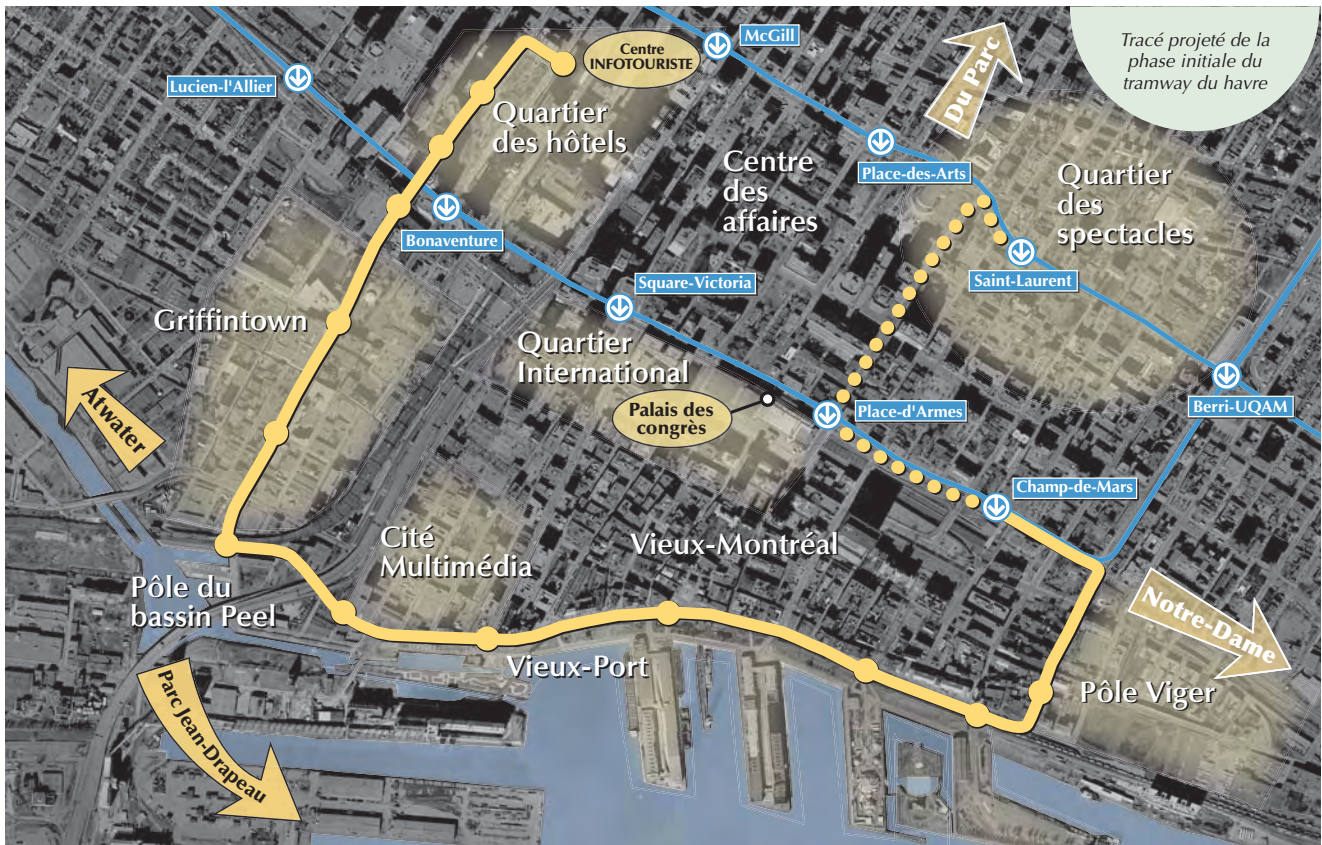 Tracé projeté de la
phase initiale du
tramway du havre
Centre
INFOTOURISTE
McGill
Lucien-l'Allier
Du Parc
Quartier
des hôtels
Place-des-Arts
Centre
des
affaires
Quartier
des
spectacles
Bonaventure
Saint-Laurent
Square-Victoria
Griffintown
Quartier
International
Atwater
Palais des
congrès
Place-d'Armes
Berri-UQAM
Champ-de-Mars
Cité
Multimédia
Vieux-Montréal
Pôle du
bassin Peel
Notre-Dame
Vieux-Port
Pôle Viger
Parc Jean-Drapeau